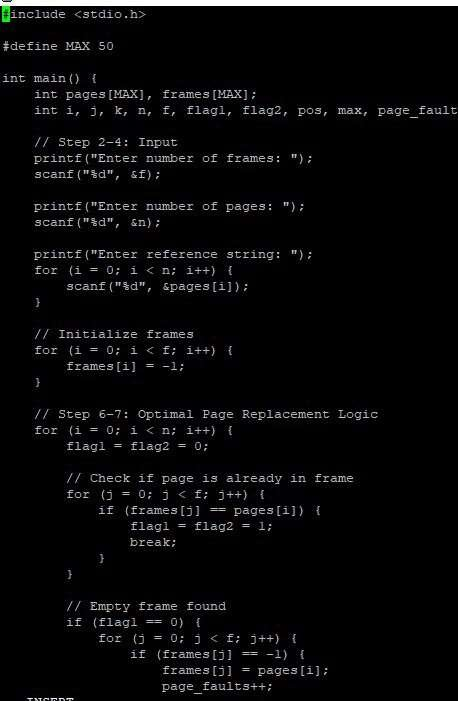 #include <stdio.h>

#define MAX 50

int main() {
    int pages[MAX], frames[MAX];
    int i, j, k, n, f, flag1, flag2, pos, max, page_fault

    // Step 2-4: Input
    printf("Enter number of frames: ");
    scanf("%d", &f);

    printf("Enter number of pages: ");
    scanf("%d", &n);

    printf("Enter reference string: ");
    for (i = 0; i < n; i++) {
        scanf("%d", &pages[i]);
    }

    // Initialize frames
    for (i = 0; i < f; i++) {
        frames[i] = -1;
    }

    // Step 6-7: Optimal Page Replacement Logic
    for (i = 0; i < n; i++) {
        flag1 = flag2 = 0;

        // Check if page is already in frame
        for (j = 0; j < f; j++) {
            if (frames[j] == pages[i]) {
                flag1 = flag2 = 1;
                break;
            }
        }

        // Empty frame found
        if (flag1 == 0) {
            for (j = 0; j < f; j++) {
                if (frames[j] == -1) {
                    frames[j] = pages[i];
                    page_faults++;
-- INSERT --